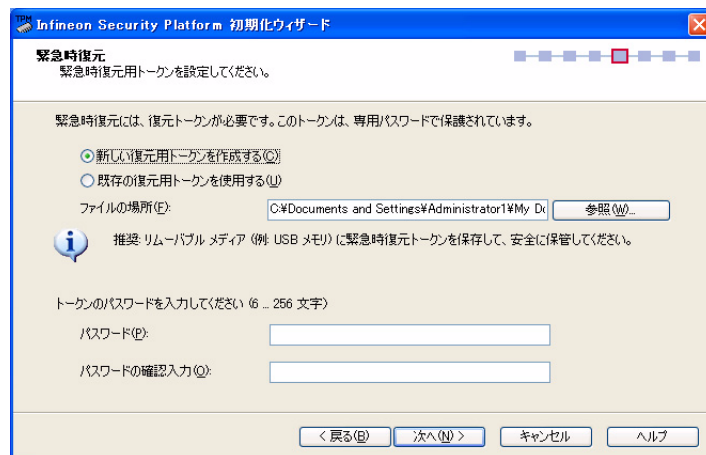 TPM
Infineon Security Platform 初期化ウィザード
緊急時復元
緊急時復元用トークンを設定してください。
緊急時復元には、復元トークンが必要です。このトークンは、専用パスワードで保護されています。
新しい復元用トークンを作成する(C)
既存の復元用トークンを使用する(U)
ファイルの場所(F):
C:¥Documents and Settings¥Administrator1¥My Do
参照(W)...
推奨: リムーバブル メディア (例: USB メモリ) に緊急時復元トークンを保存して、安全に保管してください。
トークンのパスワードを入力してください (6 ... 256 文字)
パスワード(P):
パスワードの確認入力(O):
< 戻る(B)
次へ(N) >
キャンセル
ヘルプ